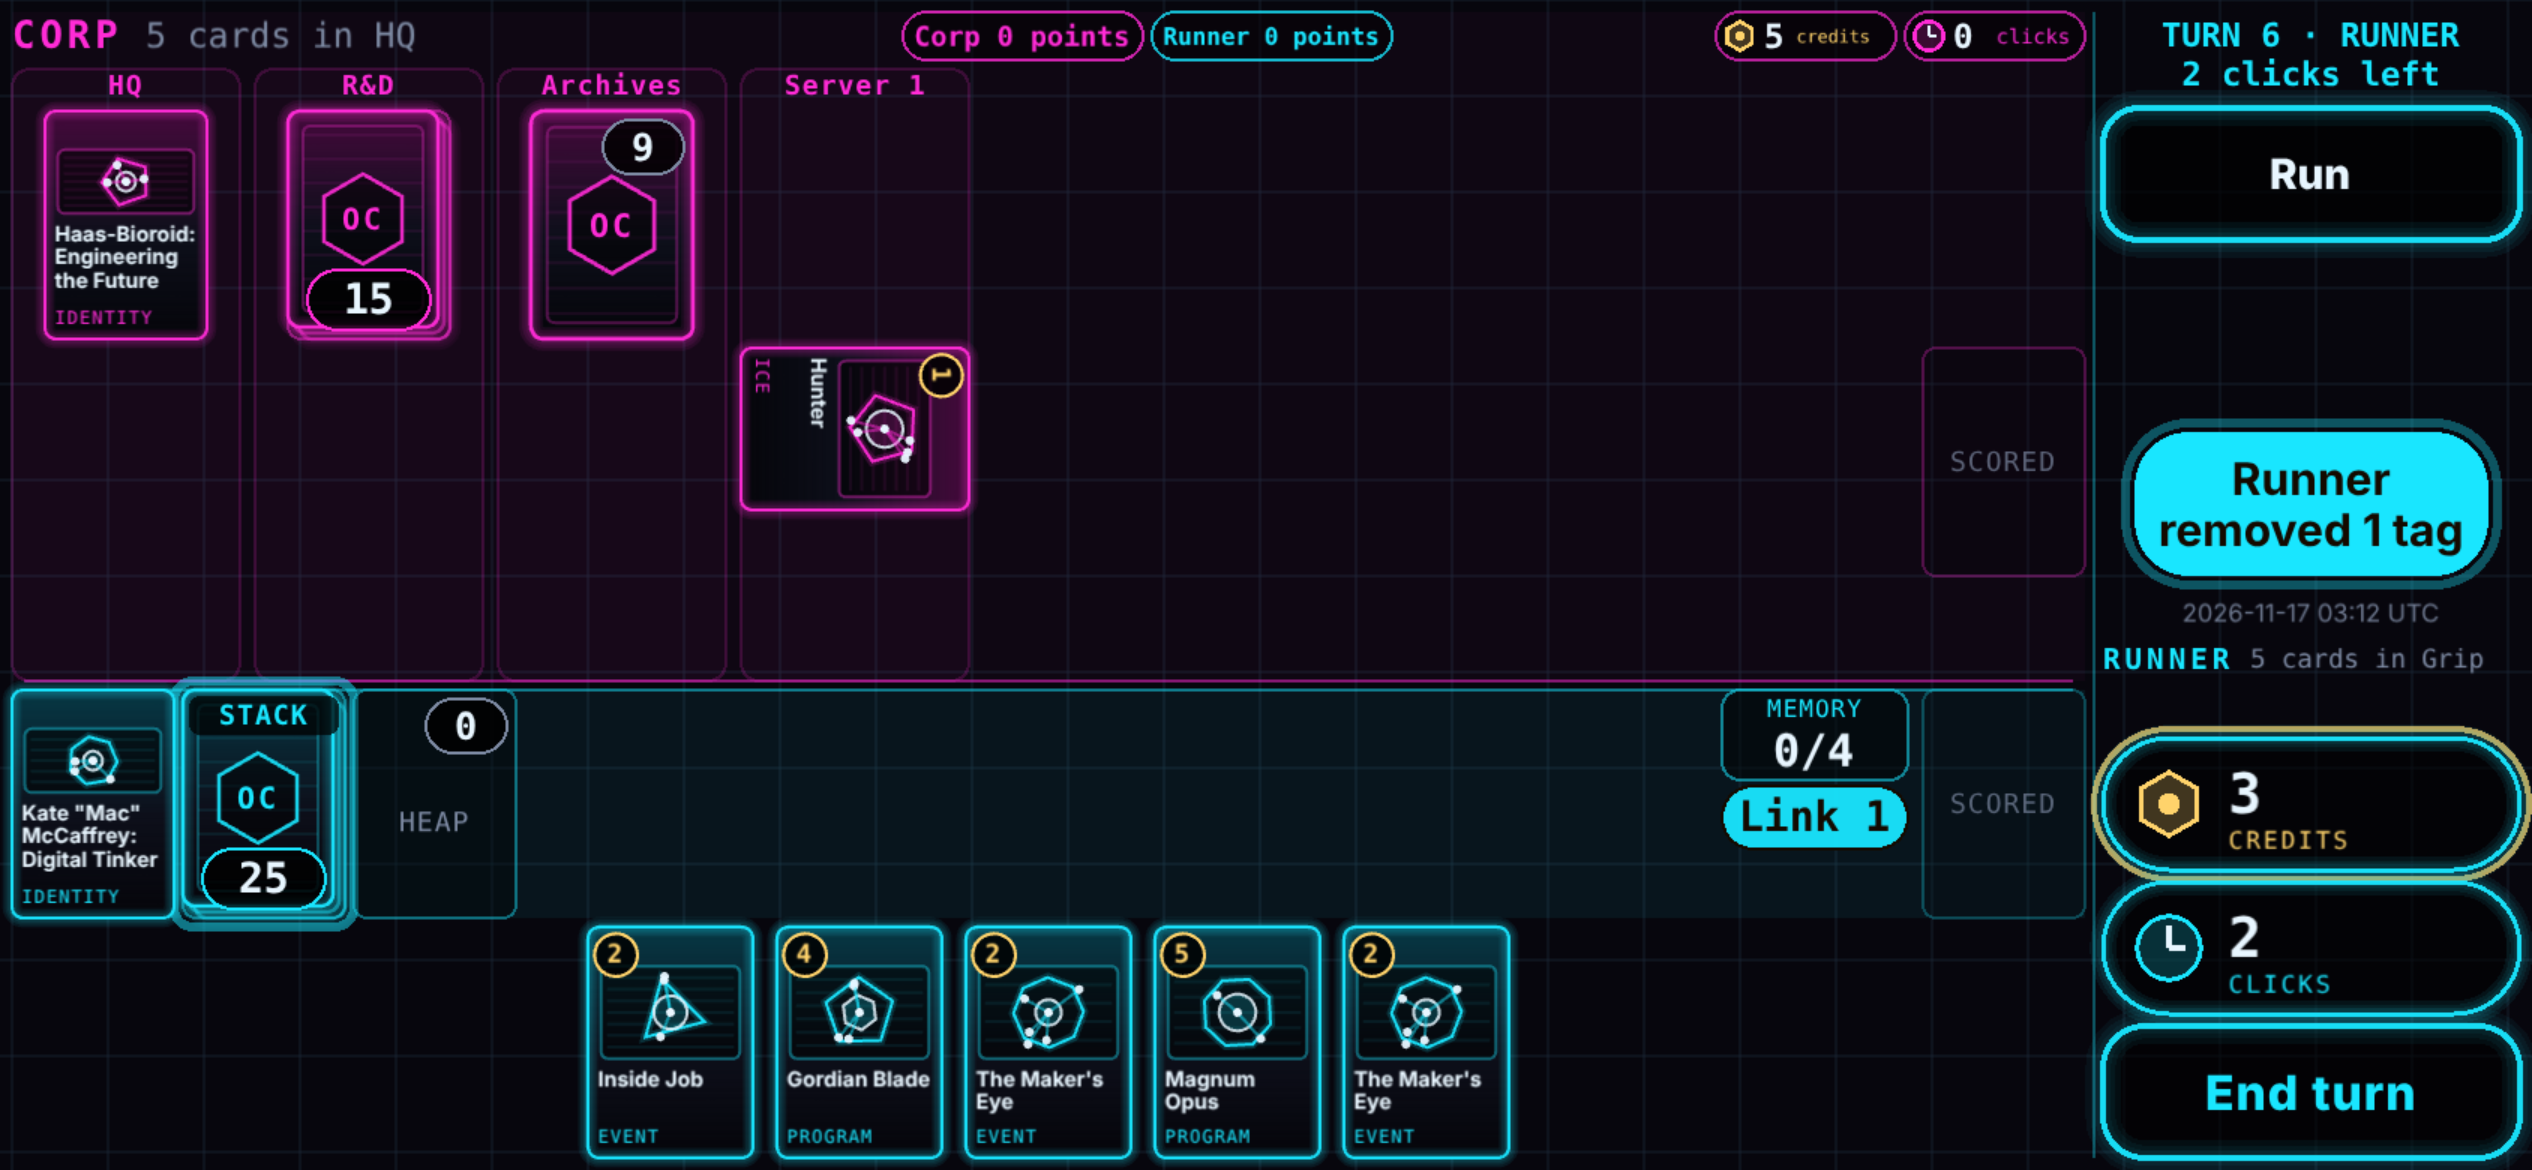 CORP 5 cards in HQ
Corp 0 points
Runner 0 points
5 credits
0 clicks
TURN 6 · RUNNER
2 clicks left
HQ
R&D
Archives
Server 1
Run
Haas-Bioroid:
Engineering
the Future
IDENTITY
OC
15
9
OC
1
Hunter
ICE
SCORED
Runner
removed 1 tag
2026-11-17 03:12 UTC
RUNNER 5 cards in Grip
Kate "Mac"
McCaffrey:
Digital Tinker
IDENTITY
STACK
OC
25
0
HEAP
MEMORY
0/4
Link 1
SCORED
3
CREDITS
2
CLICKS
End turn
2
Inside Job
EVENT
4
Gordian Blade
PROGRAM
2
The Maker's
Eye
EVENT
5
Magnum
Opus
PROGRAM
2
The Maker's
Eye
EVENT